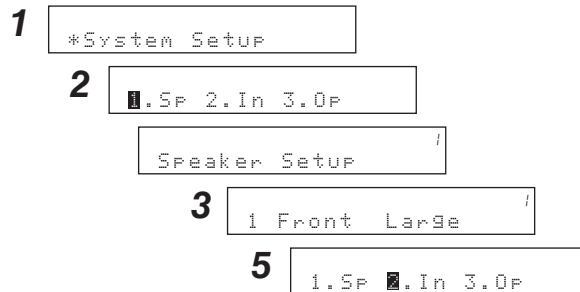 1
*System Setup
2
1.Sp 2.In 3.Op
1
Speaker Setup
3
1
1 Front Large
5
1.Sp 2.In 3.Op